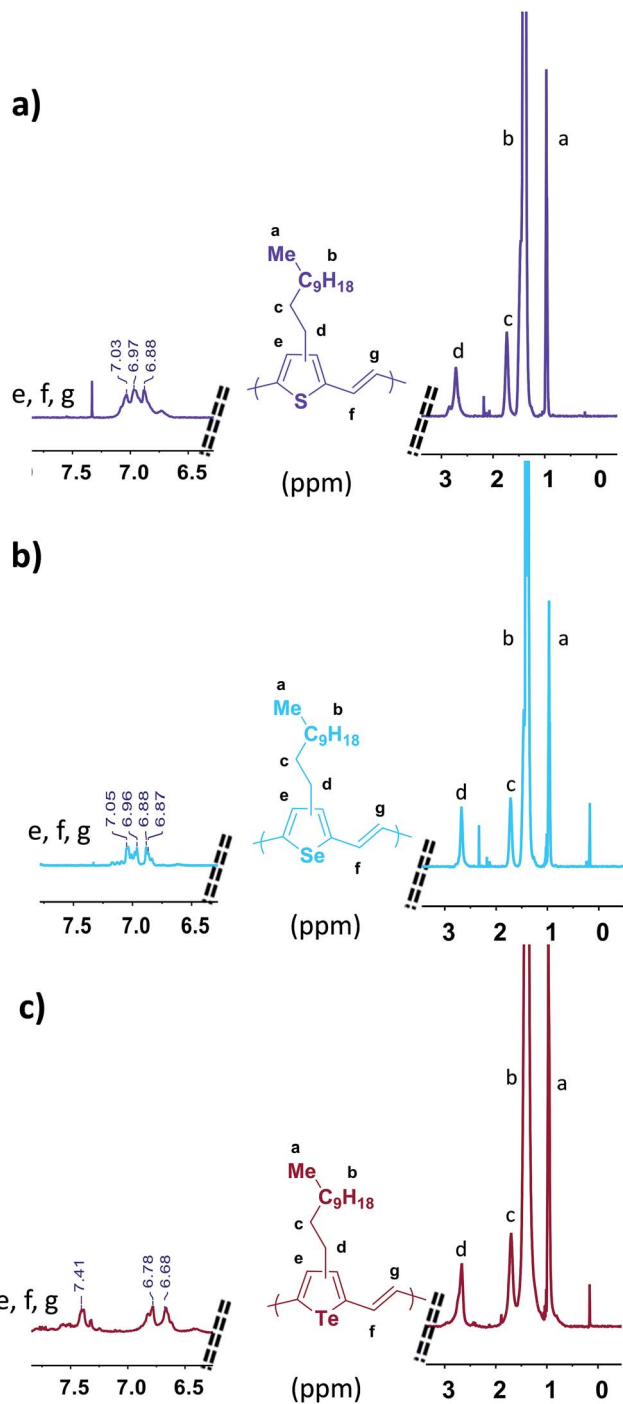 a)
b a
a
b
Me
C9H18
c
d
c
d
e
g
7.03
6.97
6.88
e, f, g
S
f
7.5 7.0 6.5
(ppm)
3 2 1 0
b)
b a
a
b
Me
C9H18
c
d
c
d
e
g
7.05
6.96
6.88
6.87
e, f, g
Se
f
7.5 7.0 6.5
(ppm)
3 2 1 0
c)
b a
a
b
Me
C9H18
c
d
c
d
e
g
7.41
6.78
6.68
e, f, g
Te
f
7.5 7.0 6.5
(ppm)
3 2 1 0